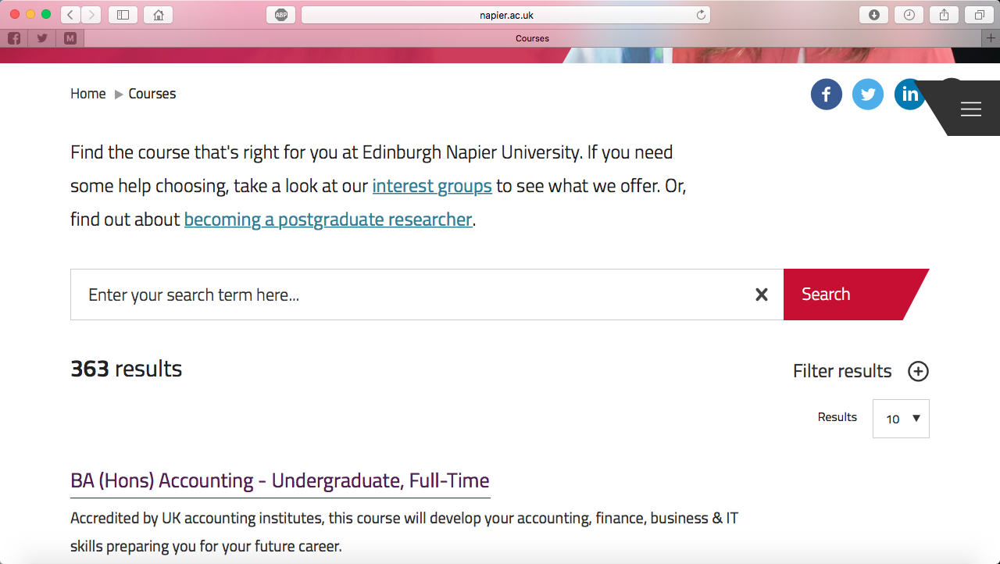 ABP
napier.ac.uk
M
Courses
Home ▶ Courses
f
in
Find the course that's right for you at Edinburgh Napier University. If you need
some help choosing, take a look at our interest groups to see what we offer. Or,
find out about becoming a postgraduate researcher.
Enter your search term here...
Search
363 results
Filter results
Results
10
BA (Hons) Accounting - Undergraduate, Full-Time
Accredited by UK accounting institutes, this course will develop your accounting, finance, business & IT
skills preparing you for your future career.